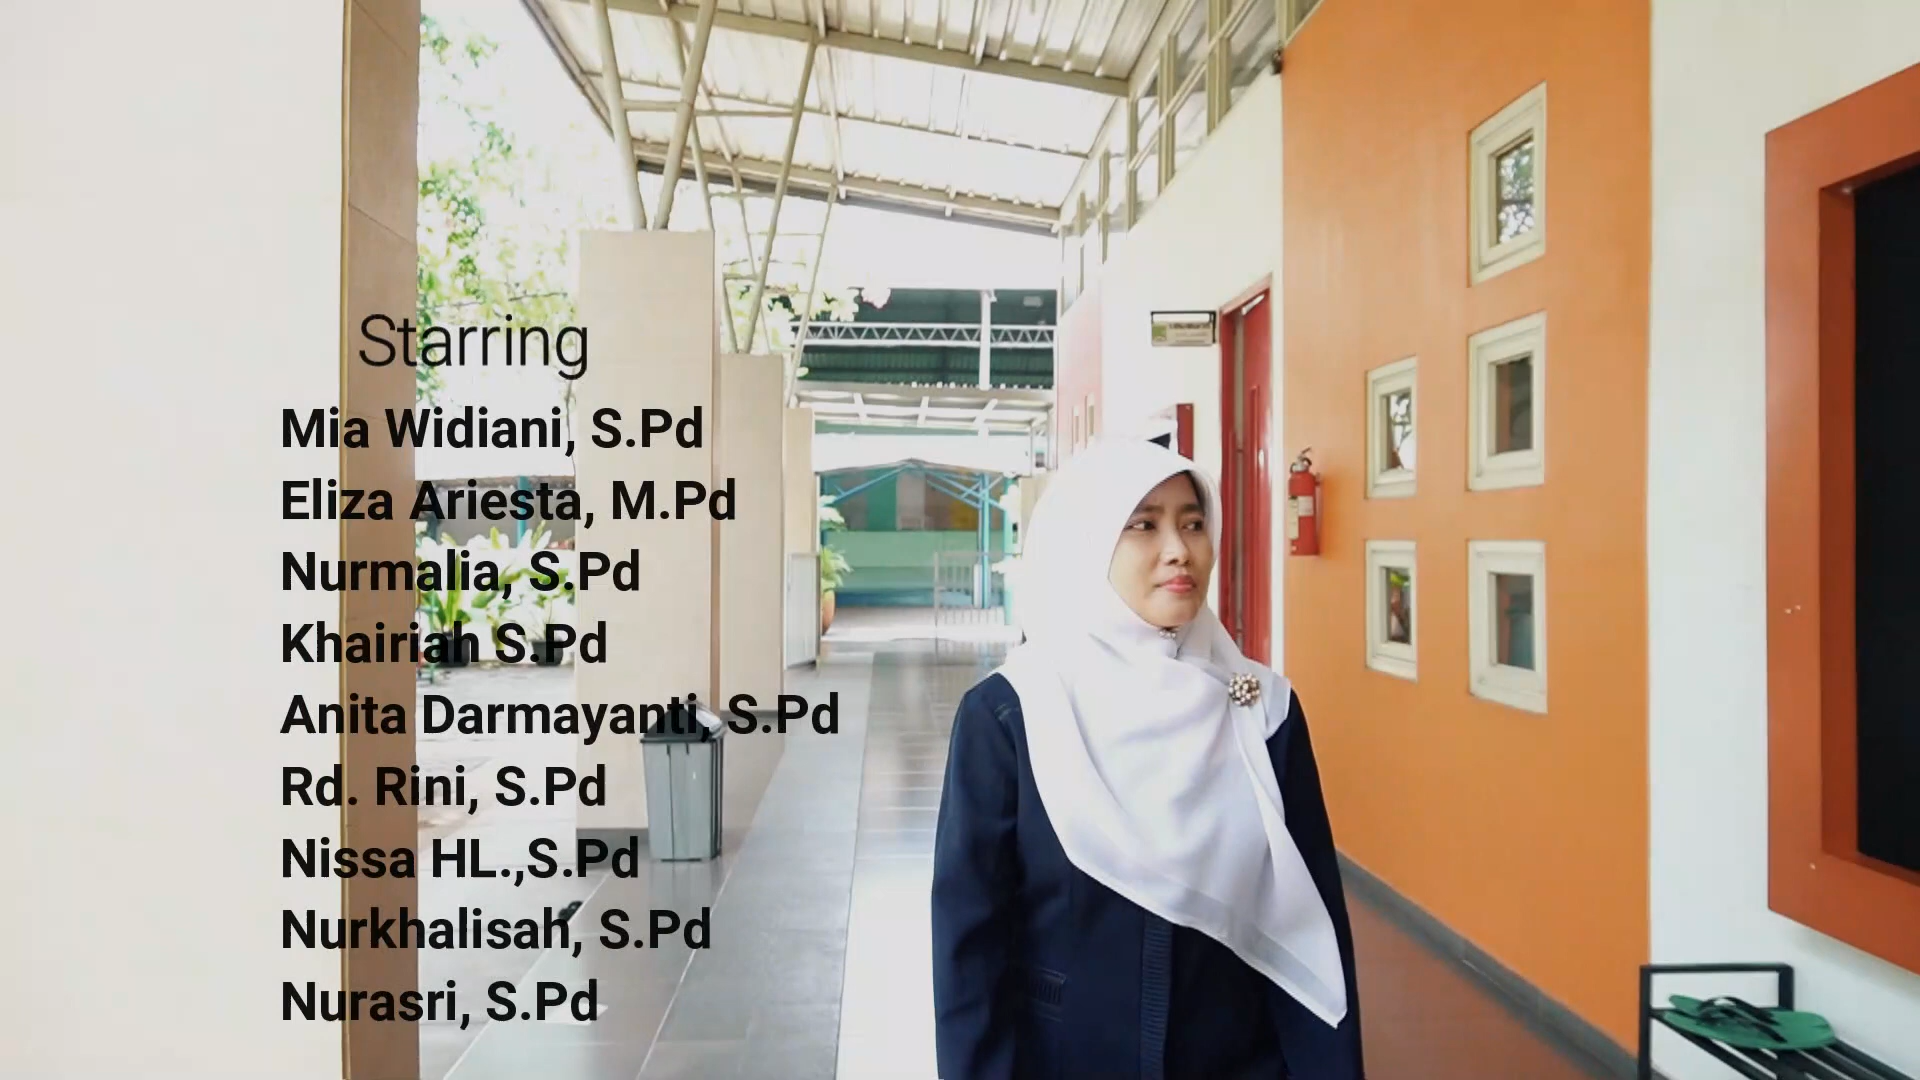 Starring
Mia Widiani, S.Pd
Eliza Ariesta, M.Pd
Nurmalia, S.Pd
Khairiah S.Pd
Anita Darmayanti, S.Pd
Rd. Rini, S.Pd
Nissa HL.,S.Pd
Nurkhalisah, S.Pd
Nurasri, S.Pd